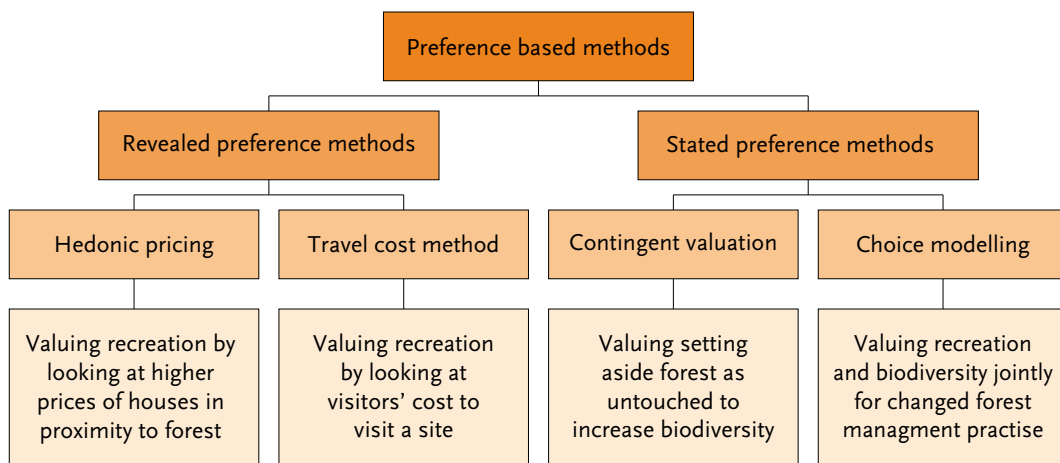 Preference based methods
Revealed preference methods
Stated preference methods
Hedonic pricing
Travel cost method
Contingent valuation
Choice modelling
Valuing recreation by
looking at higher
prices of houses in
proximity to forest
Valuing recreation
by looking at
visitors’ cost to
visit a site
Valuing setting
aside forest as
untouched to
increase biodiversity
Valuing recreation
and biodiversity jointly
for changed forest
managment practise